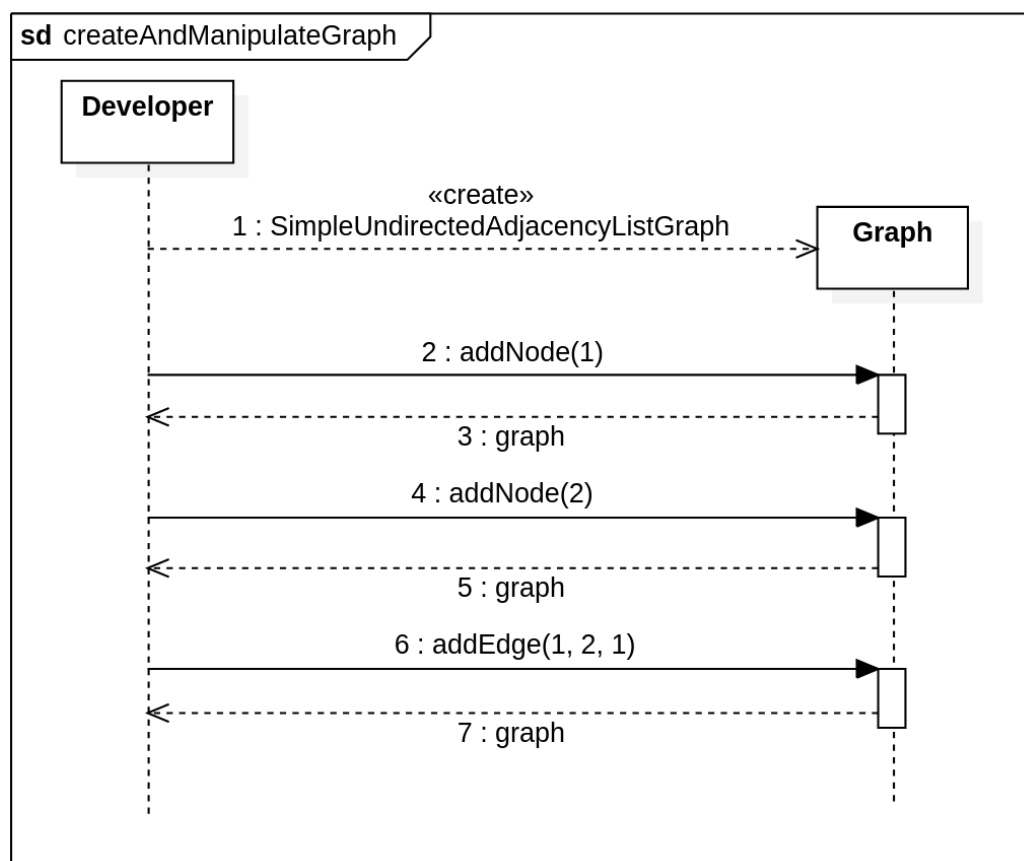 sd createAndManipulateGraph
Developer
«create»
1 : SimpleUndirectedAdjacencyListGraph
Graph
2 : addNode(1)
3 : graph
4 : addNode(2)
5 : graph
6 : addEdge(1, 2, 1)
7 : graph